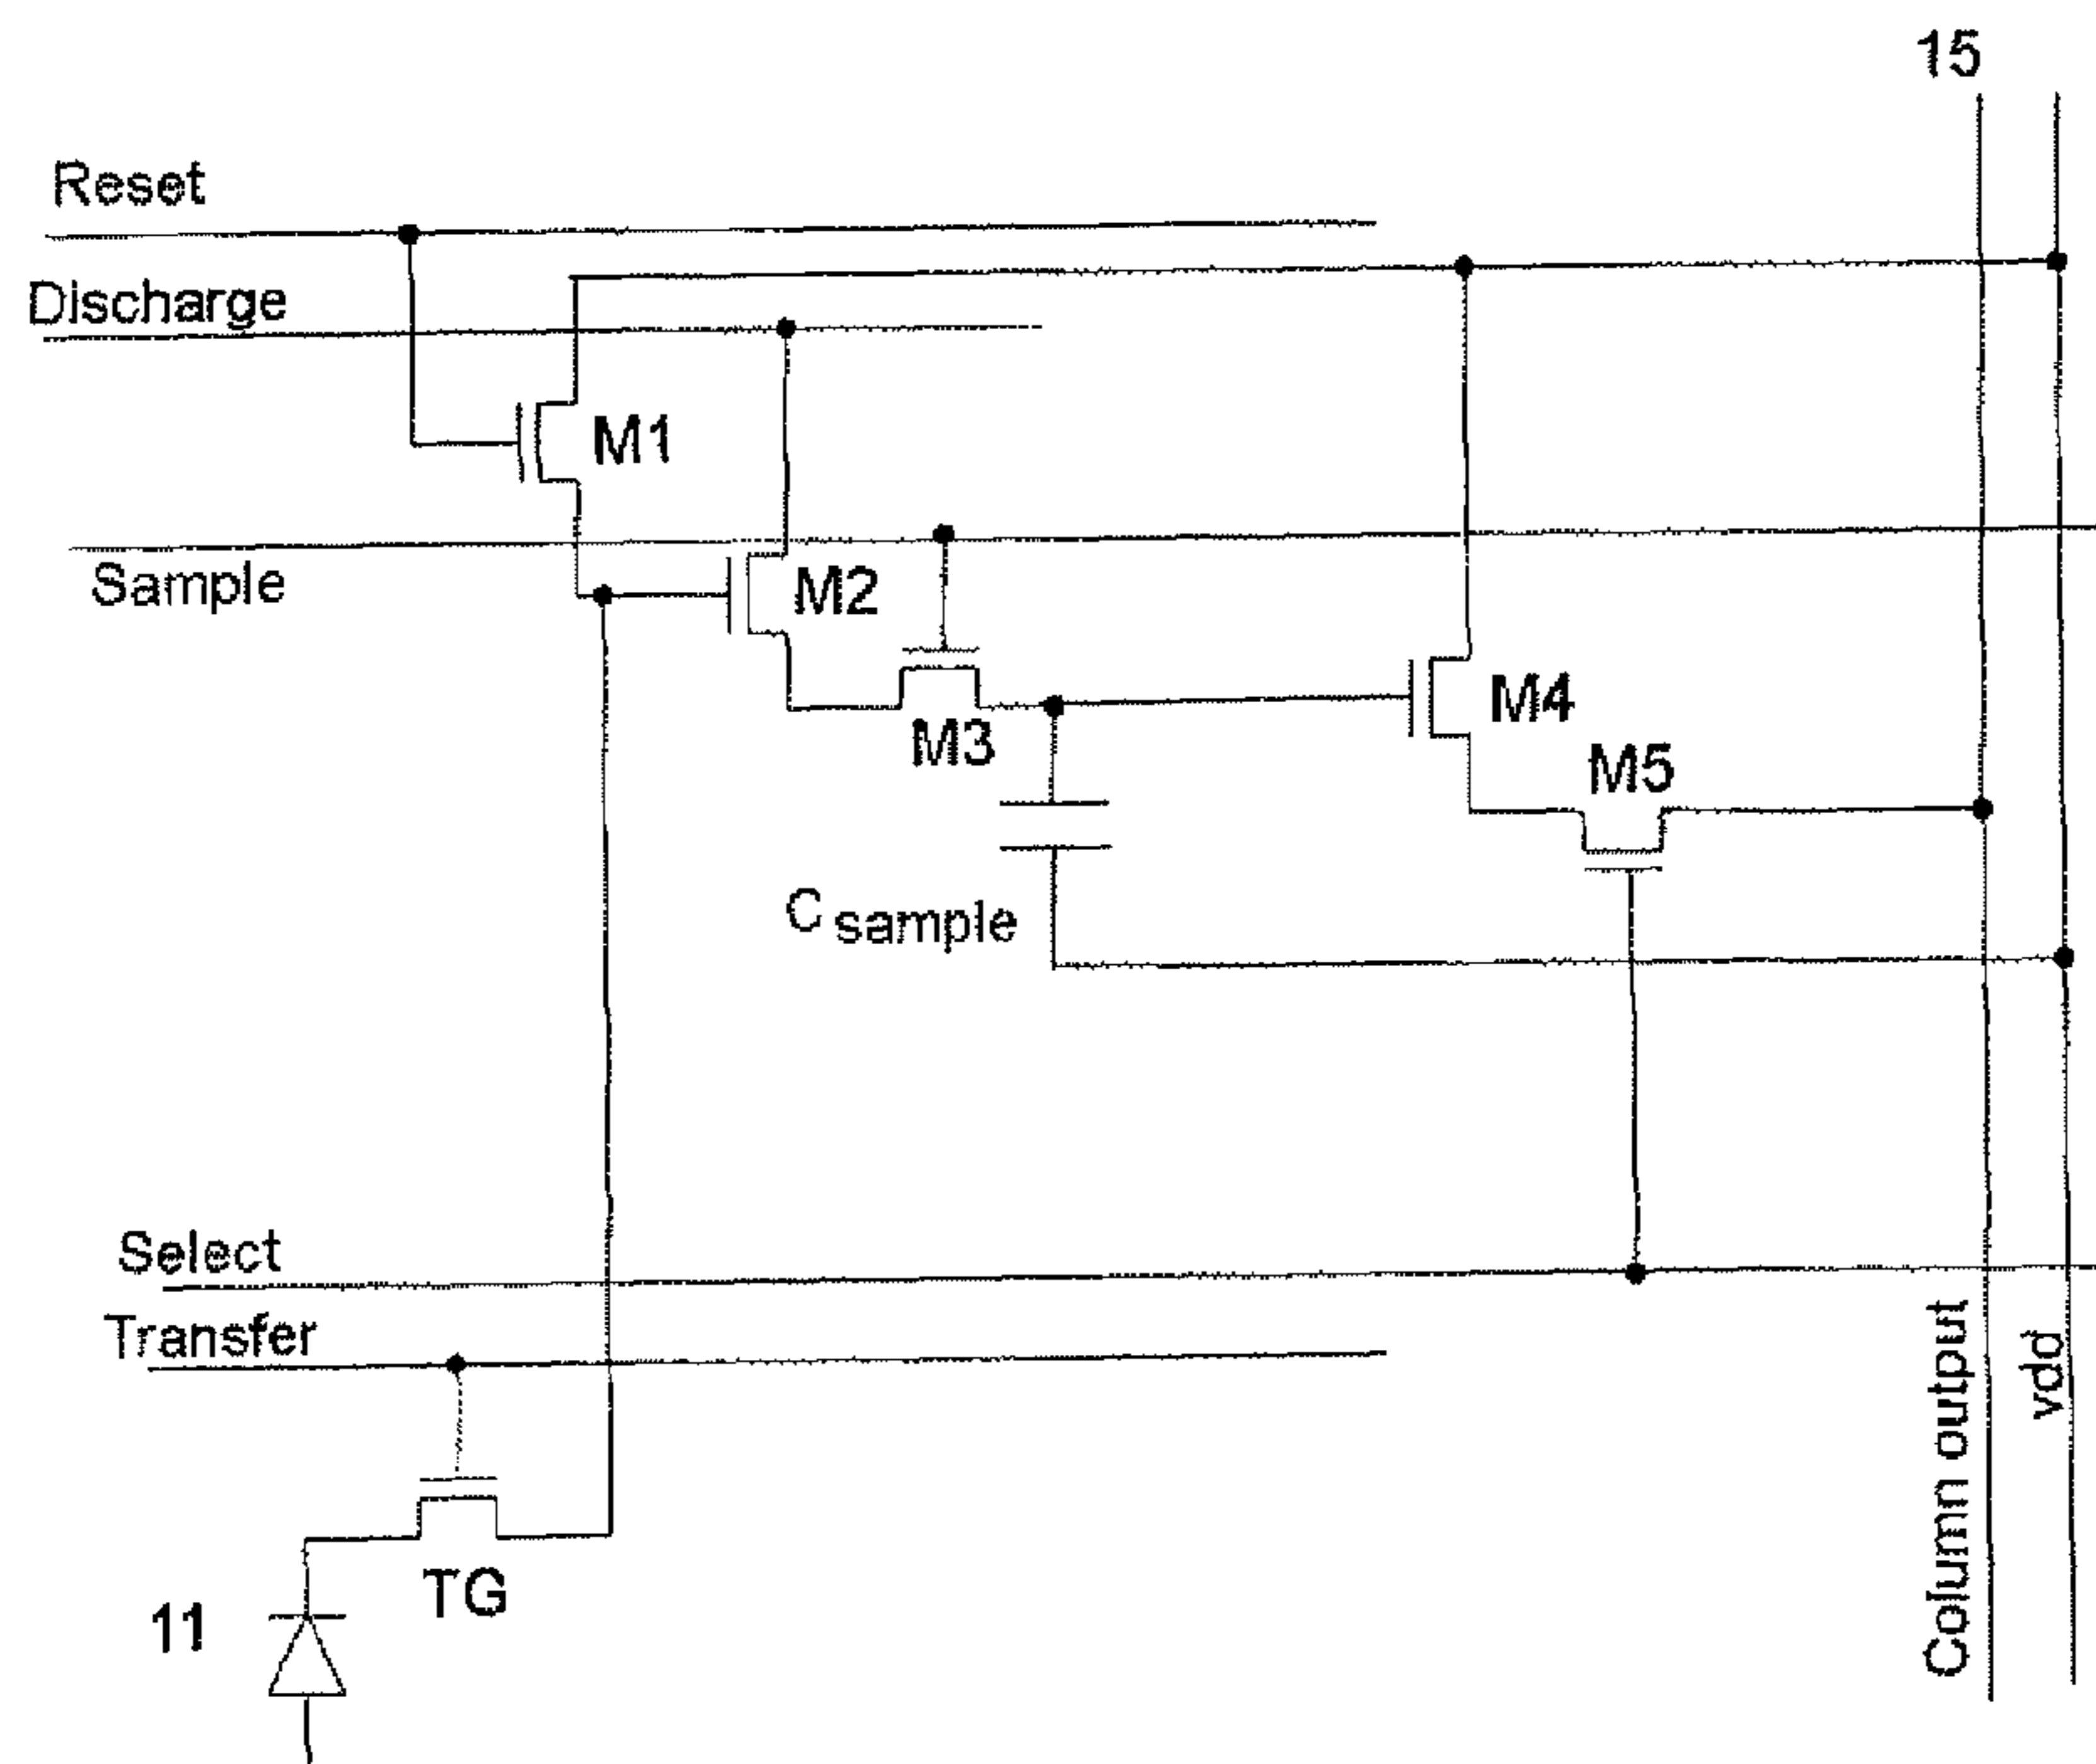 15
Reset
Discharge
M1
Sample
M2
M3
M4
M5
C sample
Select
Transfer
TG
11
Column output
vdd